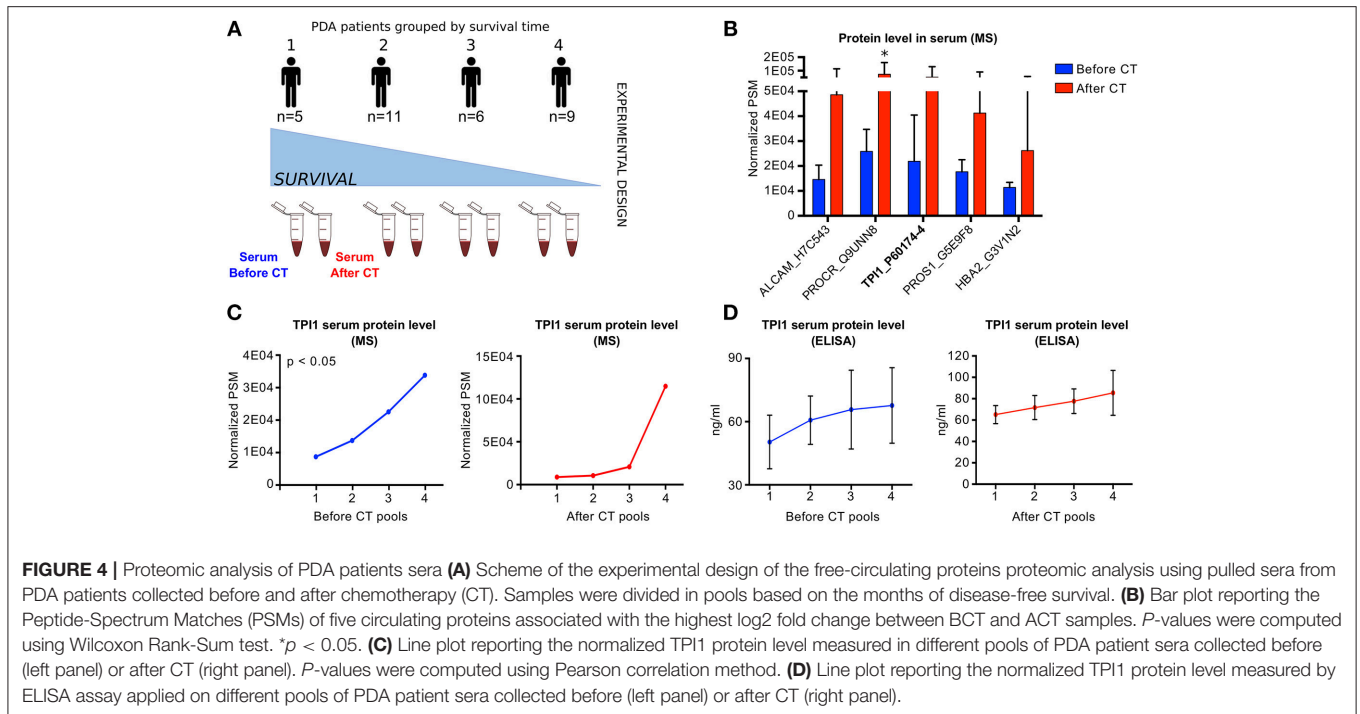 A
PDA patients grouped by survival time
1 2 3 4
n=5 n=11 n=6 n=9
SURVIVAL
EXPERIMENTAL DESIGN
Serum Before CT
Serum After CT
B
Protein level in serum (MS)
Before CT
After CT
*
Normalized PSM
2E05
1E05
5E04
4E04
3E04
2E04
1E04
0
ALCAM_H7C543
PROCR_Q9UNN8
TPI1_P60174-4
PROS1_G5E9F8
HBA2_G3V1N2
C
TPI1 serum protein level
(MS)
p < 0.05
Normalized PSM
4E04
3E04
2E04
1E04
0
1 2 3 4
Before CT pools
TPI1 serum protein level
(MS)
Normalized PSM
15E04
10E04
5E04
0
1 2 3 4
After CT pools
D
TPI1 serum protein level
(ELISA)
ng/ml
90
60
30
1 2 3 4
Before CT pools
TPI1 serum protein level
(ELISA)
ng/ml
120
100
80
60
40
20
0
1 2 3 4
After CT pools
FIGURE 4 | Proteomic analysis of PDA patients sera (A) Scheme of the experimental design of the free-circulating proteins proteomic analysis using pulled sera from
PDA patients collected before and after chemotherapy (CT). Samples were divided in pools based on the months of disease-free survival. (B) Bar plot reporting the
Peptide-Spectrum Matches (PSMs) of five circulating proteins associated with the highest log2 fold change between BCT and ACT samples. P-values were computed
using Wilcoxon Rank-Sum test. *p < 0.05. (C) Line plot reporting the normalized TPI1 protein level measured in different pools of PDA patient sera collected before
(left panel) or after CT (right panel). P-values were computed using Pearson correlation method. (D) Line plot reporting the normalized TPI1 protein level measured by
ELISA assay applied on different pools of PDA patient sera collected before (left panel) or after CT (right panel).